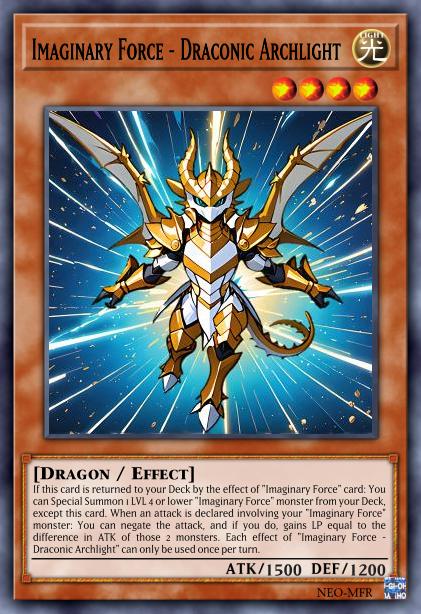 Imaginary Force - Draconic Archlight
LIGHT
光
[Dragon / Effect]
If this card is returned to your Deck by the effect of "Imaginary Force" card: You
can Special Summon 1 LVL 4 or lower "Imaginary Force" monster from your Deck,
except this card. When an attack is declared involving your "Imaginary Force"
monster: You can negate the attack, and if you do, gains LP equal to the
difference in ATK of those 2 monsters. Each effect of "Imaginary Force -
Draconic Archlight" can only be used once per turn.
ATK/1500 DEF/1200
NEO-MFR